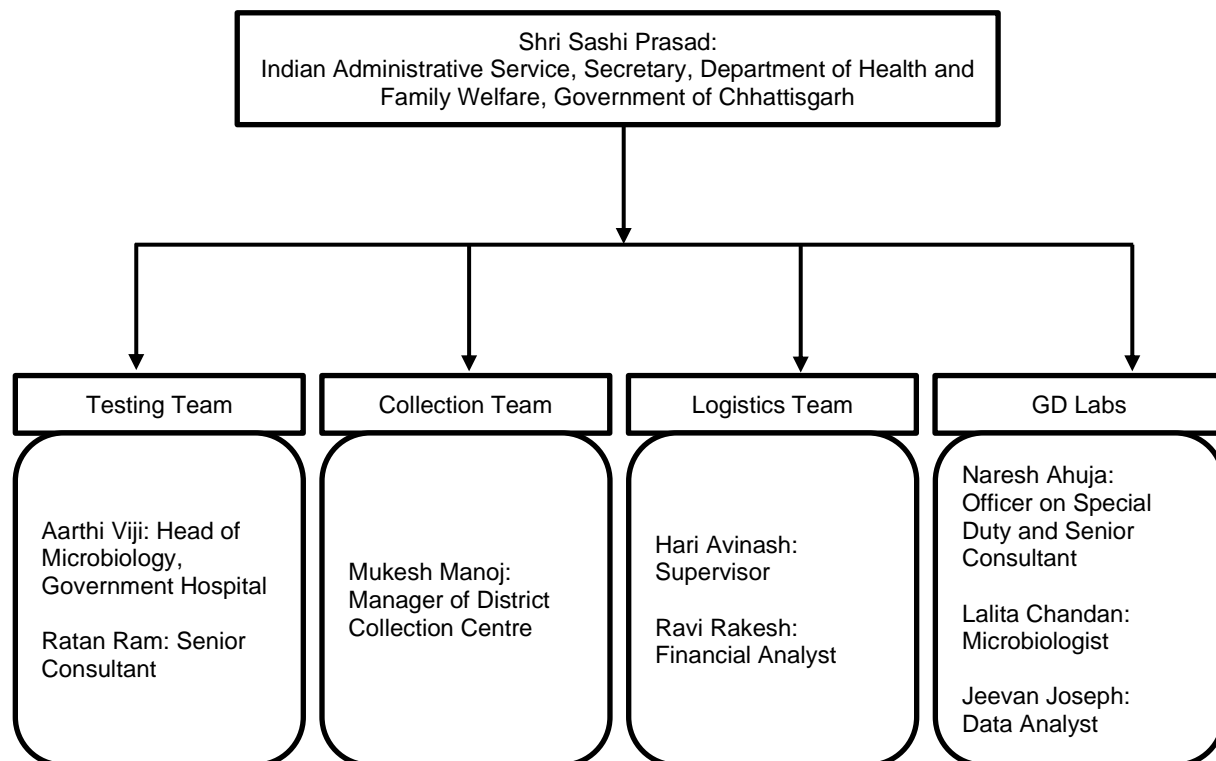 Shri Sashi Prasad:
Indian Administrative Service, Secretary, Department of Health and
Family Welfare, Government of Chhattisgarh
Testing Team
Aarthi Viji: Head of
Microbiology,
Government Hospital
Ratan Ram: Senior
Consultant
Collection Team
Mukesh Manoj:
Manager of District
Collection Centre
Logistics Team
Hari Avinash:
Supervisor
Ravi Rakesh:
Financial Analyst
GD Labs
Naresh Ahuja:
Officer on Special
Duty and Senior
Consultant
Lalita Chandan:
Microbiologist
Jeevan Joseph:
Data Analyst